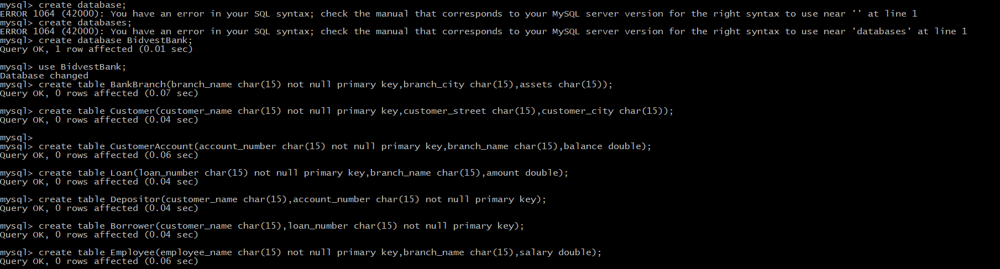 mysql> create database;
ERROR 1064 (42000): You have an error in your SQL syntax; check the manual that corresponds to your MySQL server version for the right syntax to use near '' at line 1
mysql> create databases;
ERROR 1064 (42000): You have an error in your SQL syntax; check the manual that corresponds to your MySQL server version for the right syntax to use near 'databases' at line 1
mysql> create database BidvestBank;
Query OK, 1 row affected (0.01 sec)
mysql> use BidvestBank;
Database changed
mysql> create table BankBranch(branch_name char(15) not null primary key,branch_city char(15),assets char(15));
Query OK, 0 rows affected (0.07 sec)
mysql> create table Customer(customer_name char(15) not null primary key,customer_street char(15),customer_city char(15));
Query OK, 0 rows affected (0.04 sec)
mysql>
mysql> create table CustomerAccount(account_number char(15) not null primary key,branch_name char(15),balance double);
Query OK, 0 rows affected (0.06 sec)
mysql> create table Loan(loan_number char(15) not null primary key,branch_name char(15),amount double);
Query OK, 0 rows affected (0.04 sec)
mysql> create table Depositor(customer_name char(15),account_number char(15) not null primary key);
Query OK, 0 rows affected (0.04 sec)
mysql> create table Borrower(customer_name char(15),loan_number char(15) not null primary key);
Query OK, 0 rows affected (0.04 sec)
mysql> create table Employee(employee_name char(15) not null primary key,branch_name char(15),salary double);
Query OK, 0 rows affected (0.06 sec)